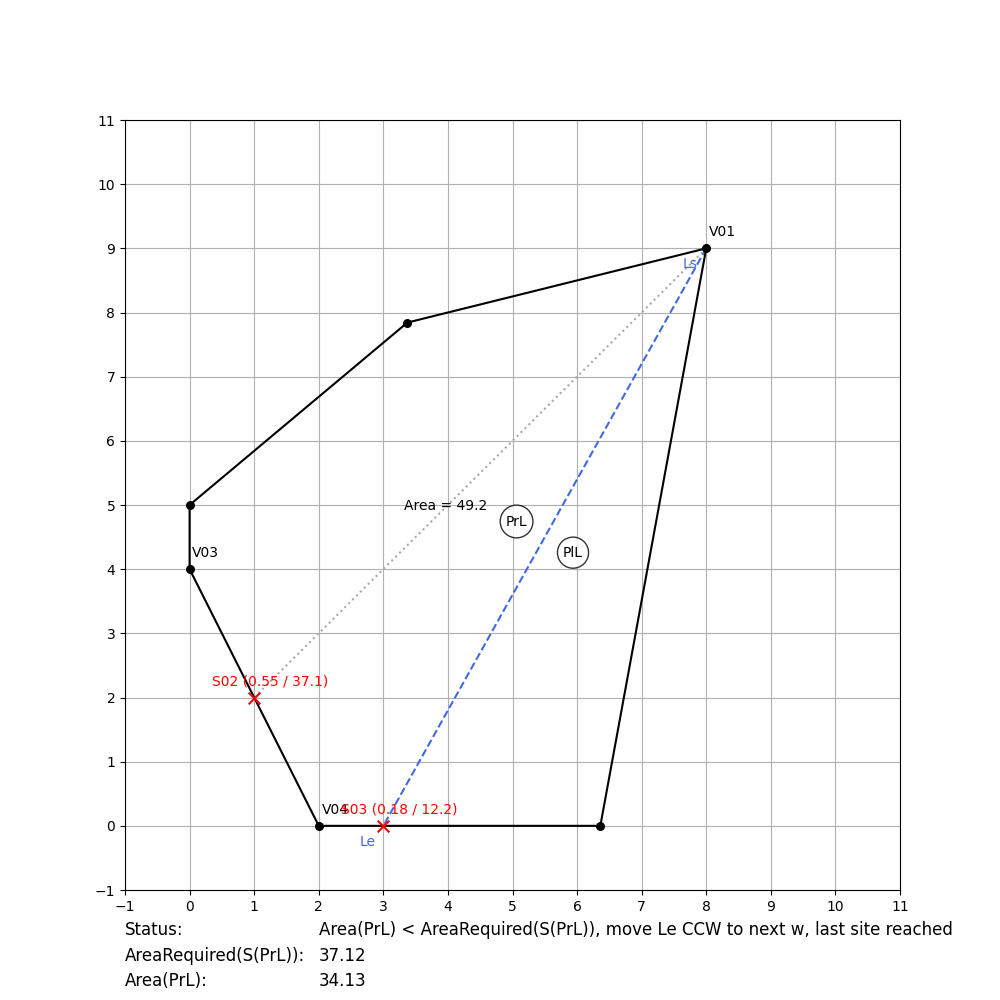 11
10
9
8
7
6
5
4
3
2
1
0
−1
V01
Ls
Area = 49.2
PrL
PlL
V03
S02 (0.55 / 37.1)
V04
S03 (0.18 / 12.2)
Le
−1 0 1 2 3 4 5 6 7 8 9 10 11
Status: Area(PrL) < AreaRequired(S(PrL)), move Le CCW to next w, last site reached
AreaRequired(S(PrL)): 37.12
Area(PrL): 34.13